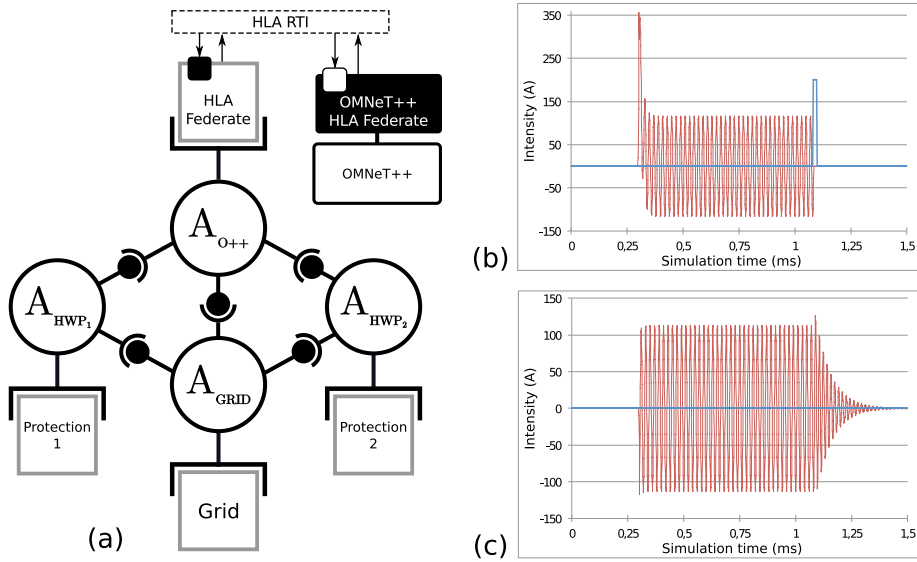 HLA RTI
HLA
Federate
OMNeT++
HLA Federate
OMNeT++
A O++
A HWP1
A HWP2
A GRID
Protection
1
Protection
2
Grid
(a)
350
250
150
50
-50
-150
Intensity (A)
0
0,25
0,5
0,75
1
1,25
1,5
Simulation time (ms)
(b)
150
100
50
0
-50
-100
-150
Intensity (A)
0
0,25
0,5
0,75
1
1,25
1,5
Simulation time (ms)
(c)